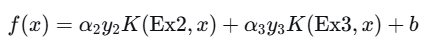 f(x) = α₂y₂K(Ex2, x) + α₃y₃K(Ex3, x) + b